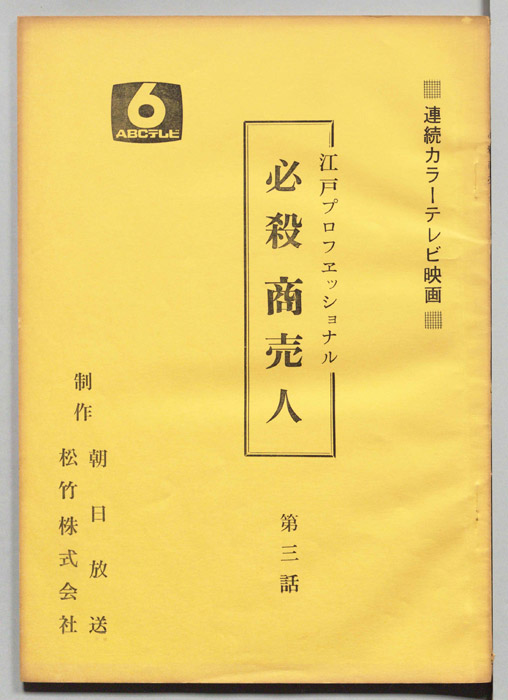 連続カラーテレビ映画
江戸プロフェッショナル
必殺商売人
第三話
6
ABCテレビ
制作
朝日放送
松竹株式会社